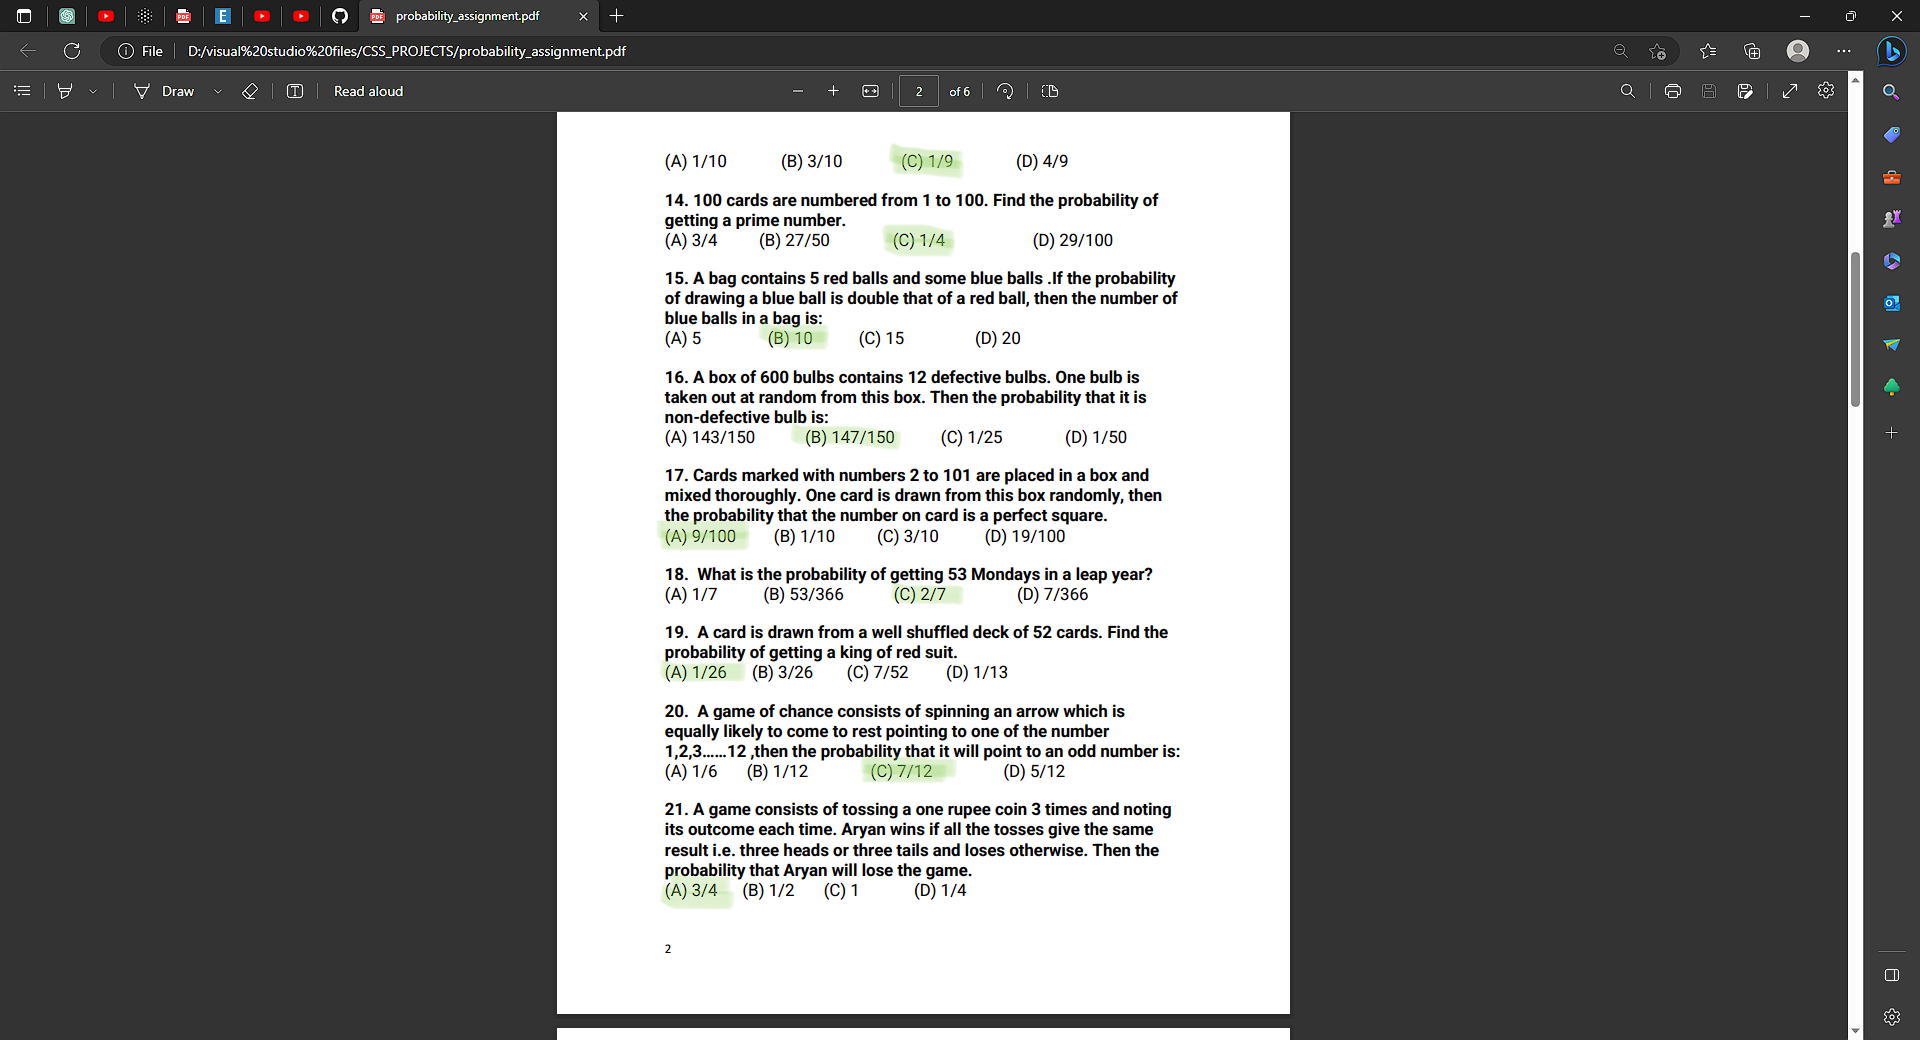 probability_assignment.pdf
File D:/visual%20studio%20files/CSS_PROJECTS/probability_assignment.pdf
Draw Read aloud 2 of 6
(A) 1/10 (B) 3/10 (C) 1/9 (D) 4/9
14. 100 cards are numbered from 1 to 100. Find the probability of
getting a prime number.
(A) 3/4 (B) 27/50 (C) 1/4 (D) 29/100
15. A bag contains 5 red balls and some blue balls .If the probability
of drawing a blue ball is double that of a red ball, then the number of
blue balls in a bag is:
(A) 5 (B) 10 (C) 15 (D) 20
16. A box of 600 bulbs contains 12 defective bulbs. One bulb is
taken out at random from this box. Then the probability that it is
non-defective bulb is:
(A) 143/150 (B) 147/150 (C) 1/25 (D) 1/50
17. Cards marked with numbers 2 to 101 are placed in a box and
mixed thoroughly. One card is drawn from this box randomly, then
the probability that the number on card is a perfect square.
(A) 9/100 (B) 1/10 (C) 3/10 (D) 19/100
18. What is the probability of getting 53 Mondays in a leap year?
(A) 1/7 (B) 53/366 (C) 2/7 (D) 7/366
19. A card is drawn from a well shuffled deck of 52 cards. Find the
probability of getting a king of red suit.
(A) 1/26 (B) 3/26 (C) 7/52 (D) 1/13
20. A game of chance consists of spinning an arrow which is
equally likely to come to rest pointing to one of the number
1,2,3......12 ,then the probability that it will point to an odd number is:
(A) 1/6 (B) 1/12 (C) 7/12 (D) 5/12
21. A game consists of tossing a one rupee coin 3 times and noting
its outcome each time. Aryan wins if all the tosses give the same
result i.e. three heads or three tails and loses otherwise. Then the
probability that Aryan will lose the game.
(A) 3/4 (B) 1/2 (C) 1 (D) 1/4
2